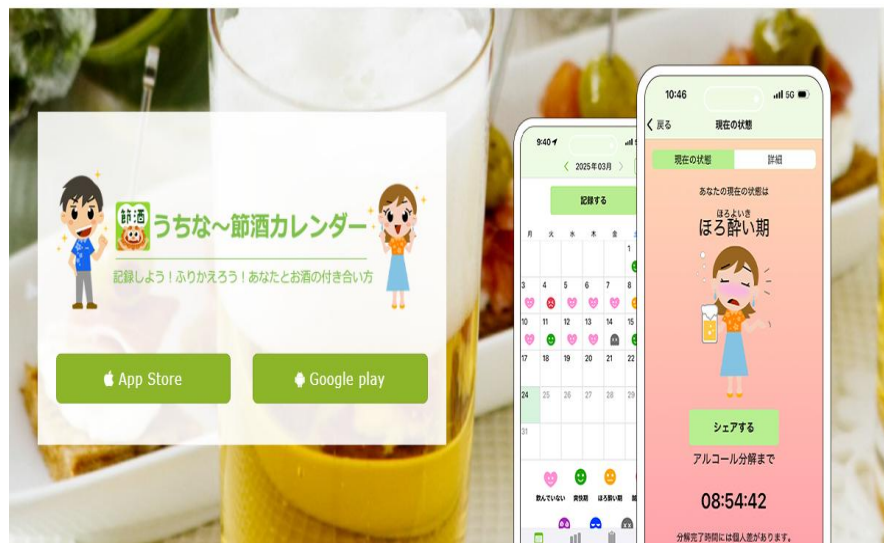 節酒
うちな～節酒カレンダー
記録しよう！ふりかえろう！あなたとお酒の付き合い方
App Store
Google play
9:40
2025年03月
記録する
月 火 水 木 金
1
3 4 5 6 7 8
10 11 12 13 14 15
17 18 19 20 21 22
24 25 26 27 28 29
31
飲んでいない 爽快期 ほろ酔い期
10:46
5G
戻る
現在の状態
現在の状態 詳細
あなたの現在の状態は
ほろよいき
ほろ酔い期
シェアする
アルコール分解まで
08:54:42
分解完了時間には個人差があります。